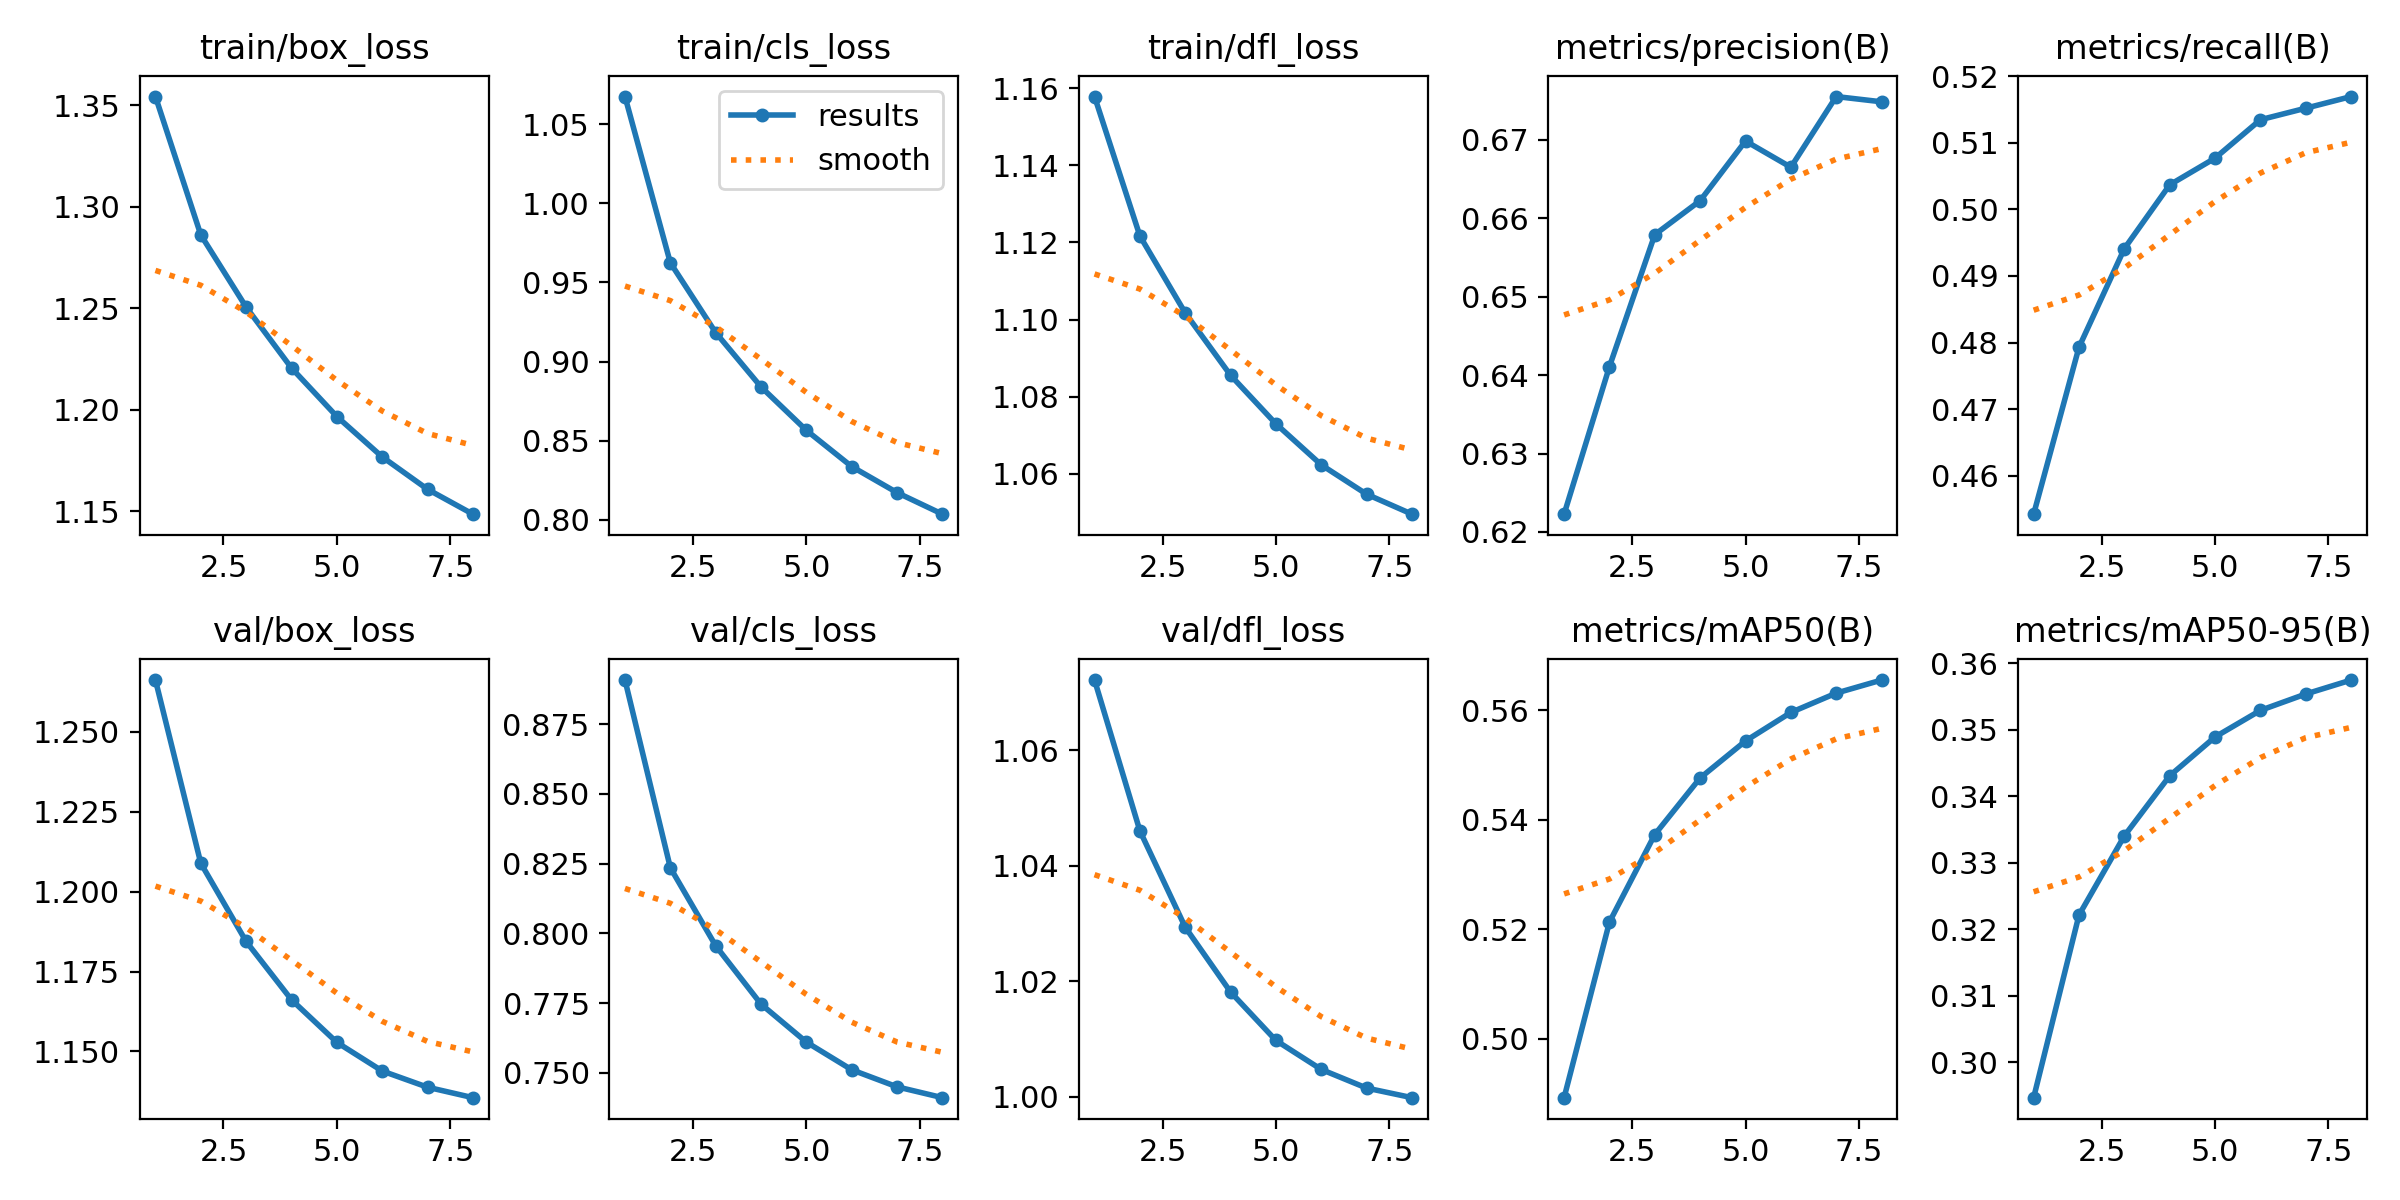 train/box_loss
train/cls_loss
train/dfl_loss
metrics/precision(B)
metrics/recall(B)
1.35
1.30
1.25
1.20
1.15
2.5 5.0 7.5
1.05
1.00
0.95
0.90
0.85
0.80
results
smooth
2.5 5.0 7.5
1.16
1.14
1.12
1.10
1.08
1.06
2.5 5.0 7.5
0.67
0.66
0.65
0.64
0.63
0.62
2.5 5.0 7.5
0.52
0.51
0.50
0.49
0.48
0.47
0.46
2.5 5.0 7.5
val/box_loss
val/cls_loss
val/dfl_loss
metrics/mAP50(B)
metrics/mAP50-95(B)
1.250
1.225
1.200
1.175
1.150
2.5 5.0 7.5
0.875
0.850
0.825
0.800
0.775
0.750
2.5 5.0 7.5
1.06
1.04
1.02
1.00
2.5 5.0 7.5
0.56
0.54
0.52
0.50
2.5 5.0 7.5
0.36
0.35
0.34
0.33
0.32
0.31
0.30
2.5 5.0 7.5